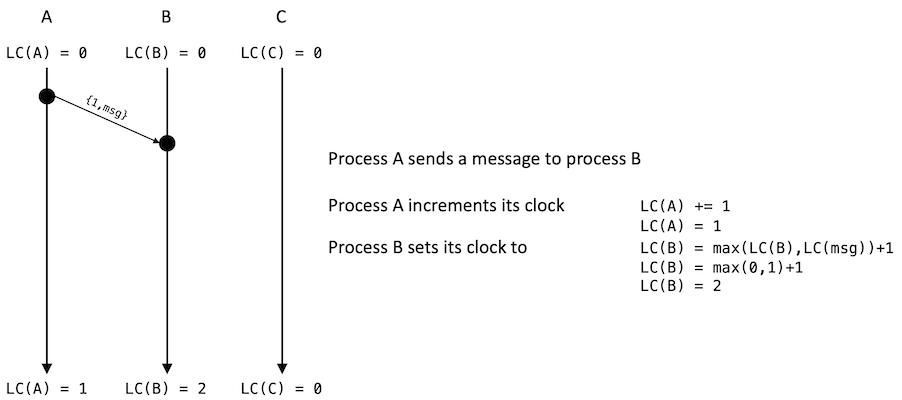 A B C
LC(A) = 0 LC(B) = 0 LC(C) = 0
{1,msg}
Process A sends a message to process B
Process A increments its clock LC(A) += 1
LC(A) = 1
Process B sets its clock to LC(B) = max(LC(B),LC(msg))+1
LC(B) = max(0,1)+1
LC(B) = 2
LC(A) = 1 LC(B) = 2 LC(C) = 0